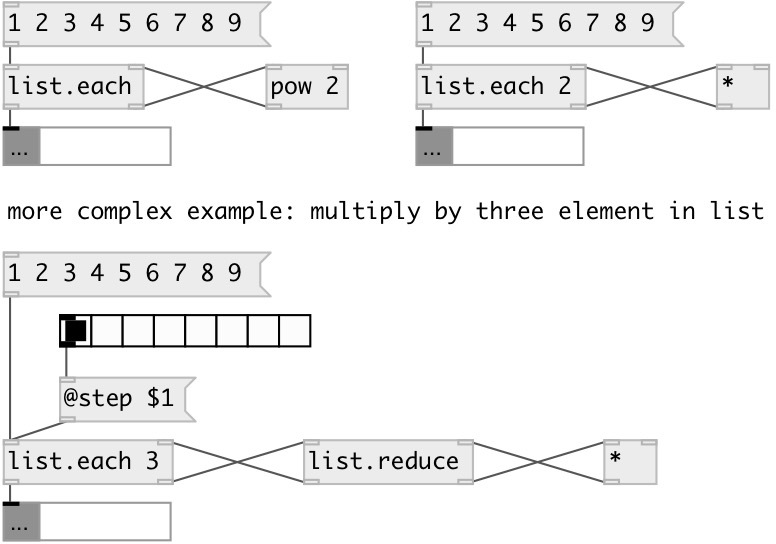 1 2 3 4 5 6 7 8 9
1 2 3 4 5 6 7 8 9
list.each
pow 2
list.each 2
*
...
...
more complex example: multiply by three element in list
1 2 3 4 5 6 7 8 9
@step $1
list.each 3
list.reduce
*
...